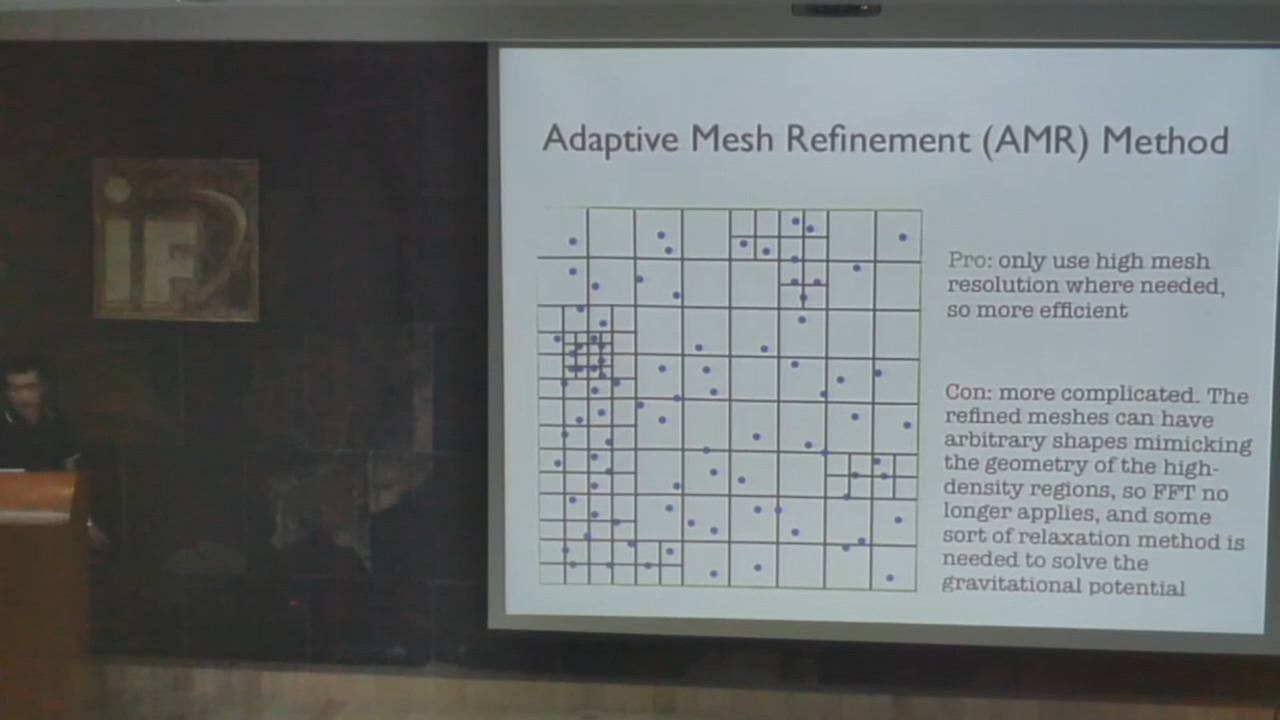 Adaptive Mesh Refinement (AMR) Method
iF
Pro: only use high mesh
resolution where needed,
so more efficient
Con: more complicated. The
refined meshes can have
arbitrary shapes mimicking
the geometry of the high-
density regions, so FFT no
longer applies, and some
sort of relaxation method is
needed to solve the
gravitational potential